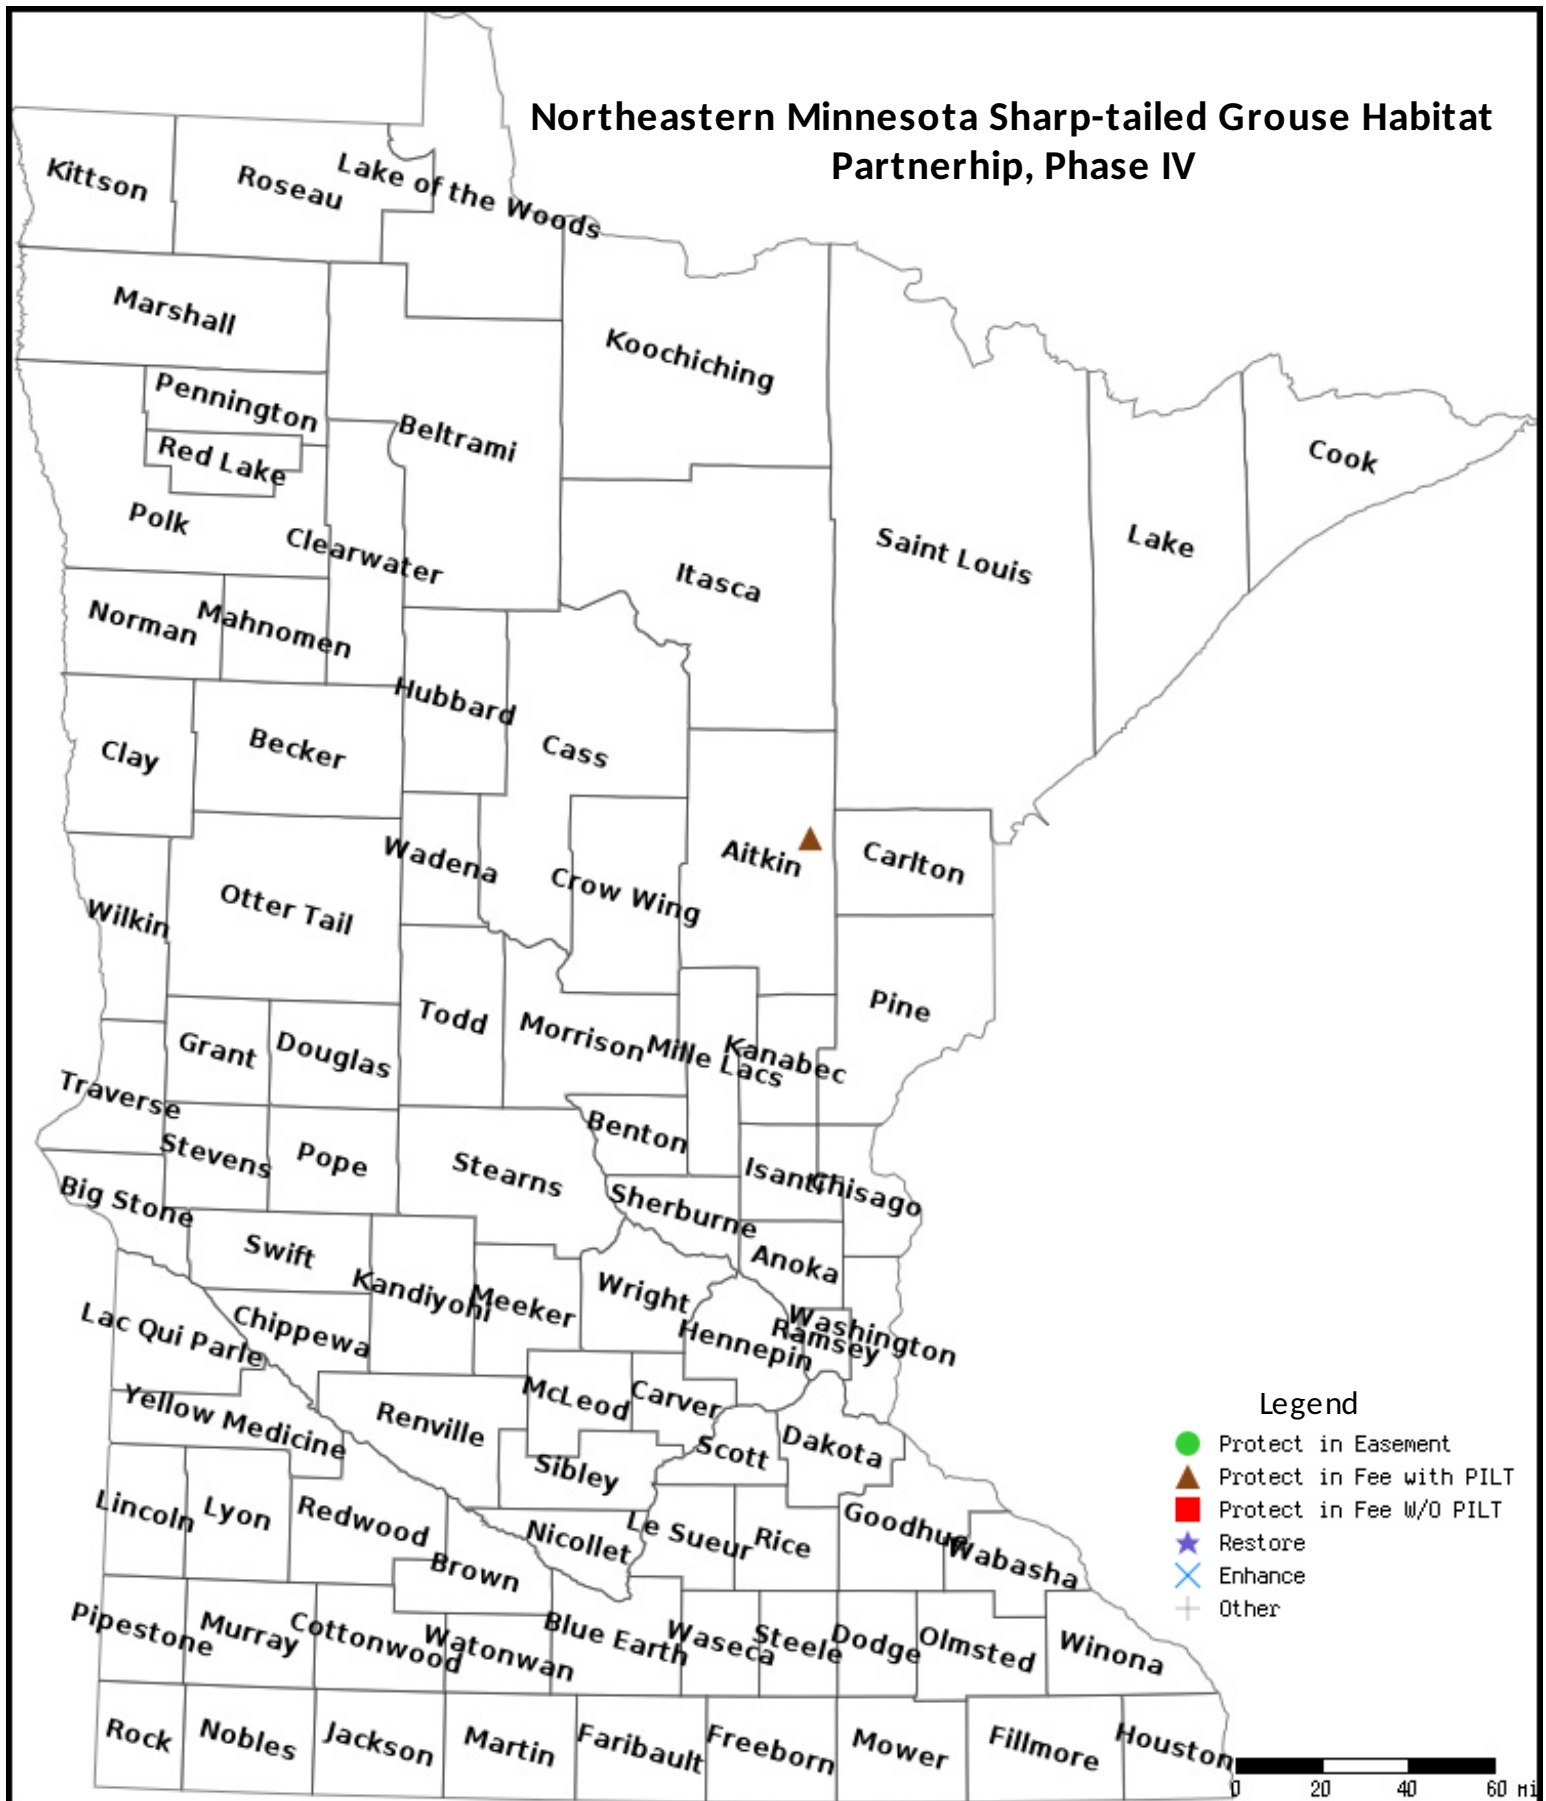 Northeastern Minnesota Sharp-tailed Grouse Habitat
Partnerhip, Phase IV
Kittson
Roseau
Lake of the Woods
Marshall
Koochiching
Pennington
Beltrami
Red Lake
Cook
Polk
Clearwater
Saint Louis
Lake
Itasca
Norman
Mahnomen
Hubbard
Cass
Becker
Clay
Wadena
Aitkin
Carlton
Crow Wing
Otter Tail
Wilkin
Todd
Pine
Morrison
Mille Lacs
Kanabec
Grant
Douglas
Traverse
Benton
Stevens
Pope
Stearns
Isanti
Chisago
Big Stone
Sherburne
Swift
Anoka
Kandiyohi
Meeker
Wright
Lac Qui Parle
Chippewa
Washington
Ramsey
Hennepin
McLeod
Carver
Yellow Medicine
Renville
Scott
Dakota
Sibley
Lincoln
Lyon
Redwood
Nicollet
Le Sueur
Rice
Goodhue
Wabasha
Brown
Pipestone
Murray
Cottonwood
Watonwan
Blue Earth
Waseca
Steele
Dodge
Olmsted
Winona
Rock
Nobles
Jackson
Martin
Faribault
Freeborn
Mower
Fillmore
Houston
Legend
Protect in Easement
Protect in Fee with PILT
Protect in Fee W/O PILT
Restore
Enhance
Other
0 20 40 60 mi